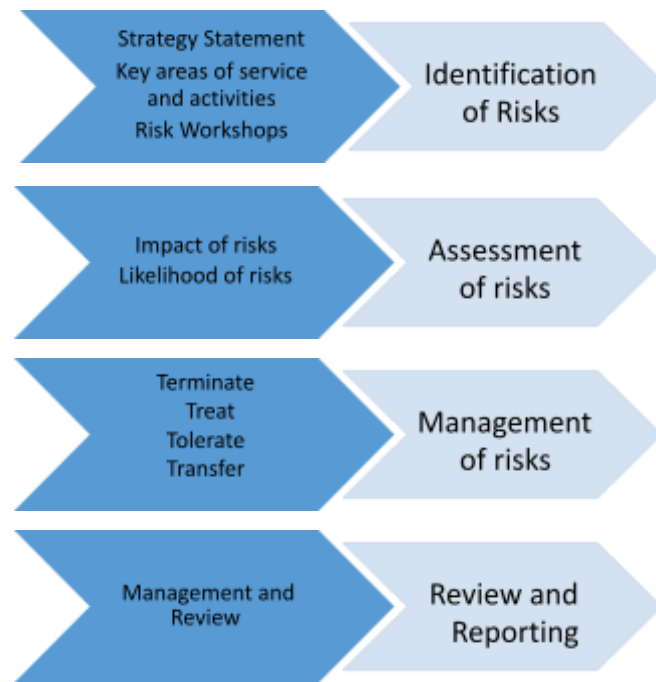 Strategy Statement
Key areas of service
and activities
Risk Workshops
Identification
of Risks
Impact of risks
Likelihood of risks
Assessment
of risks
Terminate
Treat
Tolerate
Transfer
Management
of risks
Management and
Review
Review and
Reporting